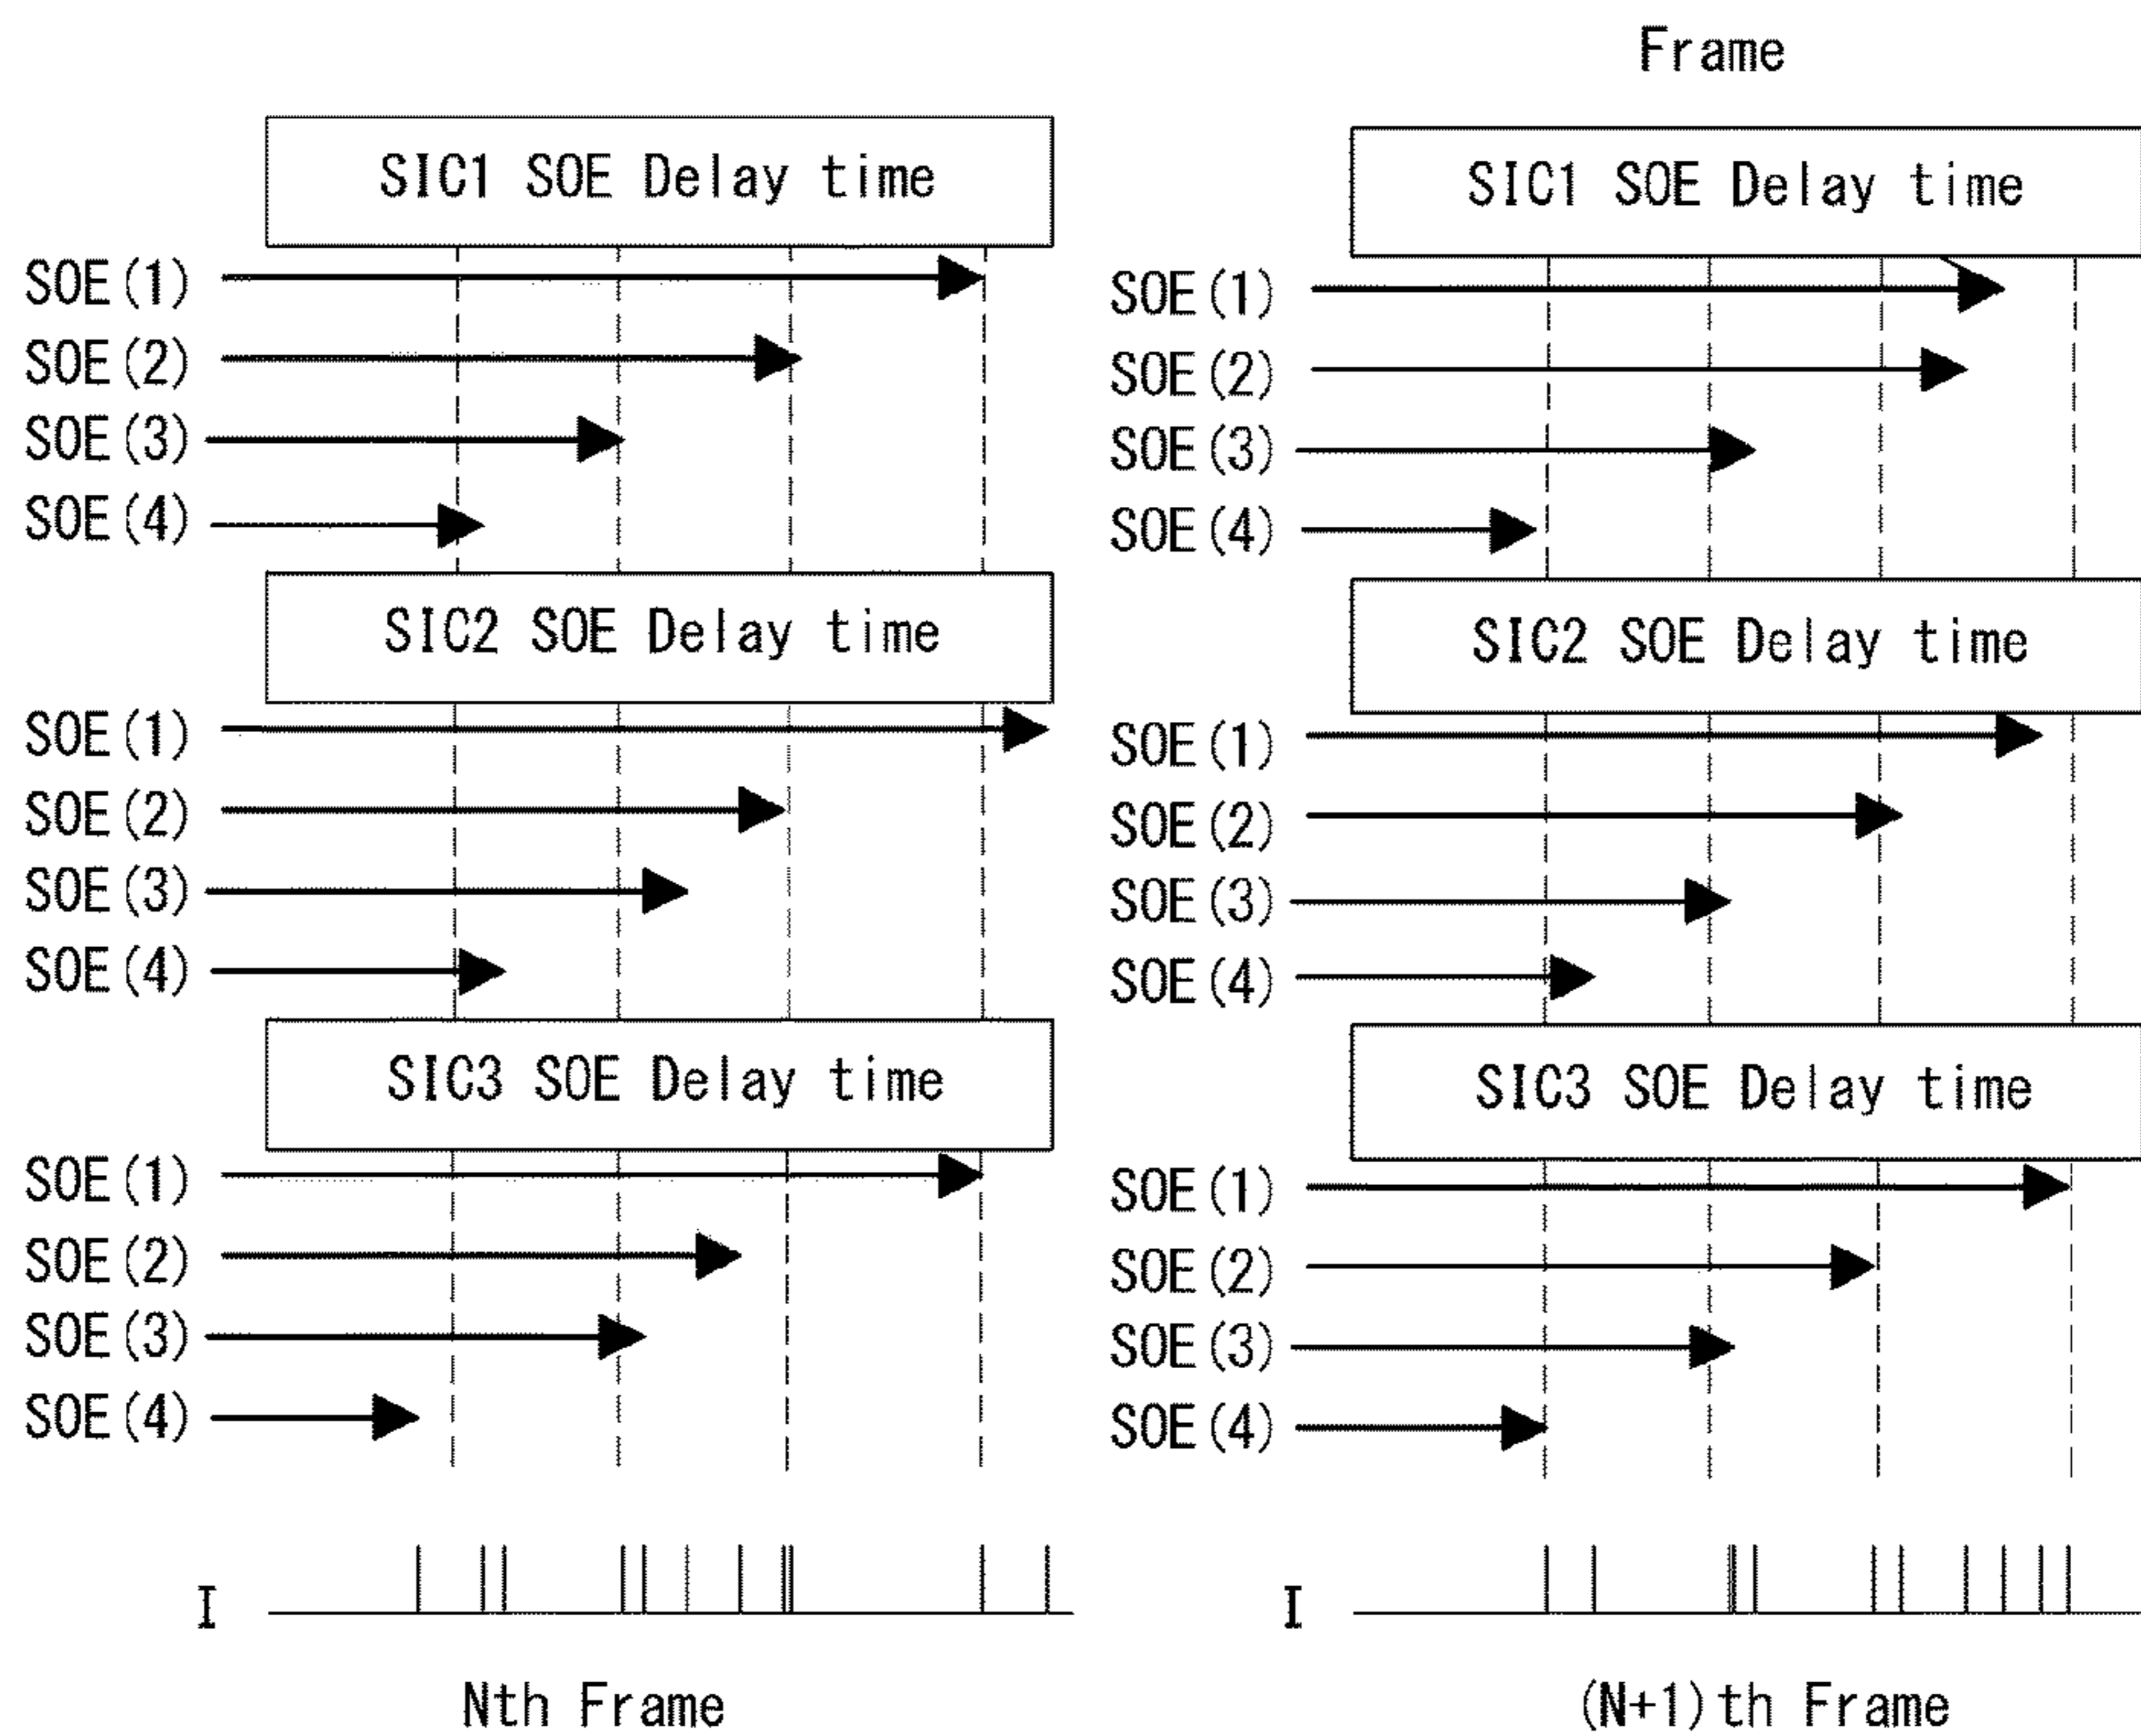 Frame
SIC1 SOE Delay time
SOE(1)
SOE(2)
SOE(3)
SOE(4)
SIC2 SOE Delay time
SOE(1)
SOE(2)
SOE(3)
SOE(4)
SIC3 SOE Delay time
SOE(1)
SOE(2)
SOE(3)
SOE(4)
I
Nth Frame
SIC1 SOE Delay time
SOE(1)
SOE(2)
SOE(3)
SOE(4)
SIC2 SOE Delay time
SOE(1)
SOE(2)
SOE(3)
SOE(4)
SIC3 SOE Delay time
SOE(1)
SOE(2)
SOE(3)
SOE(4)
I
(N+1)th Frame